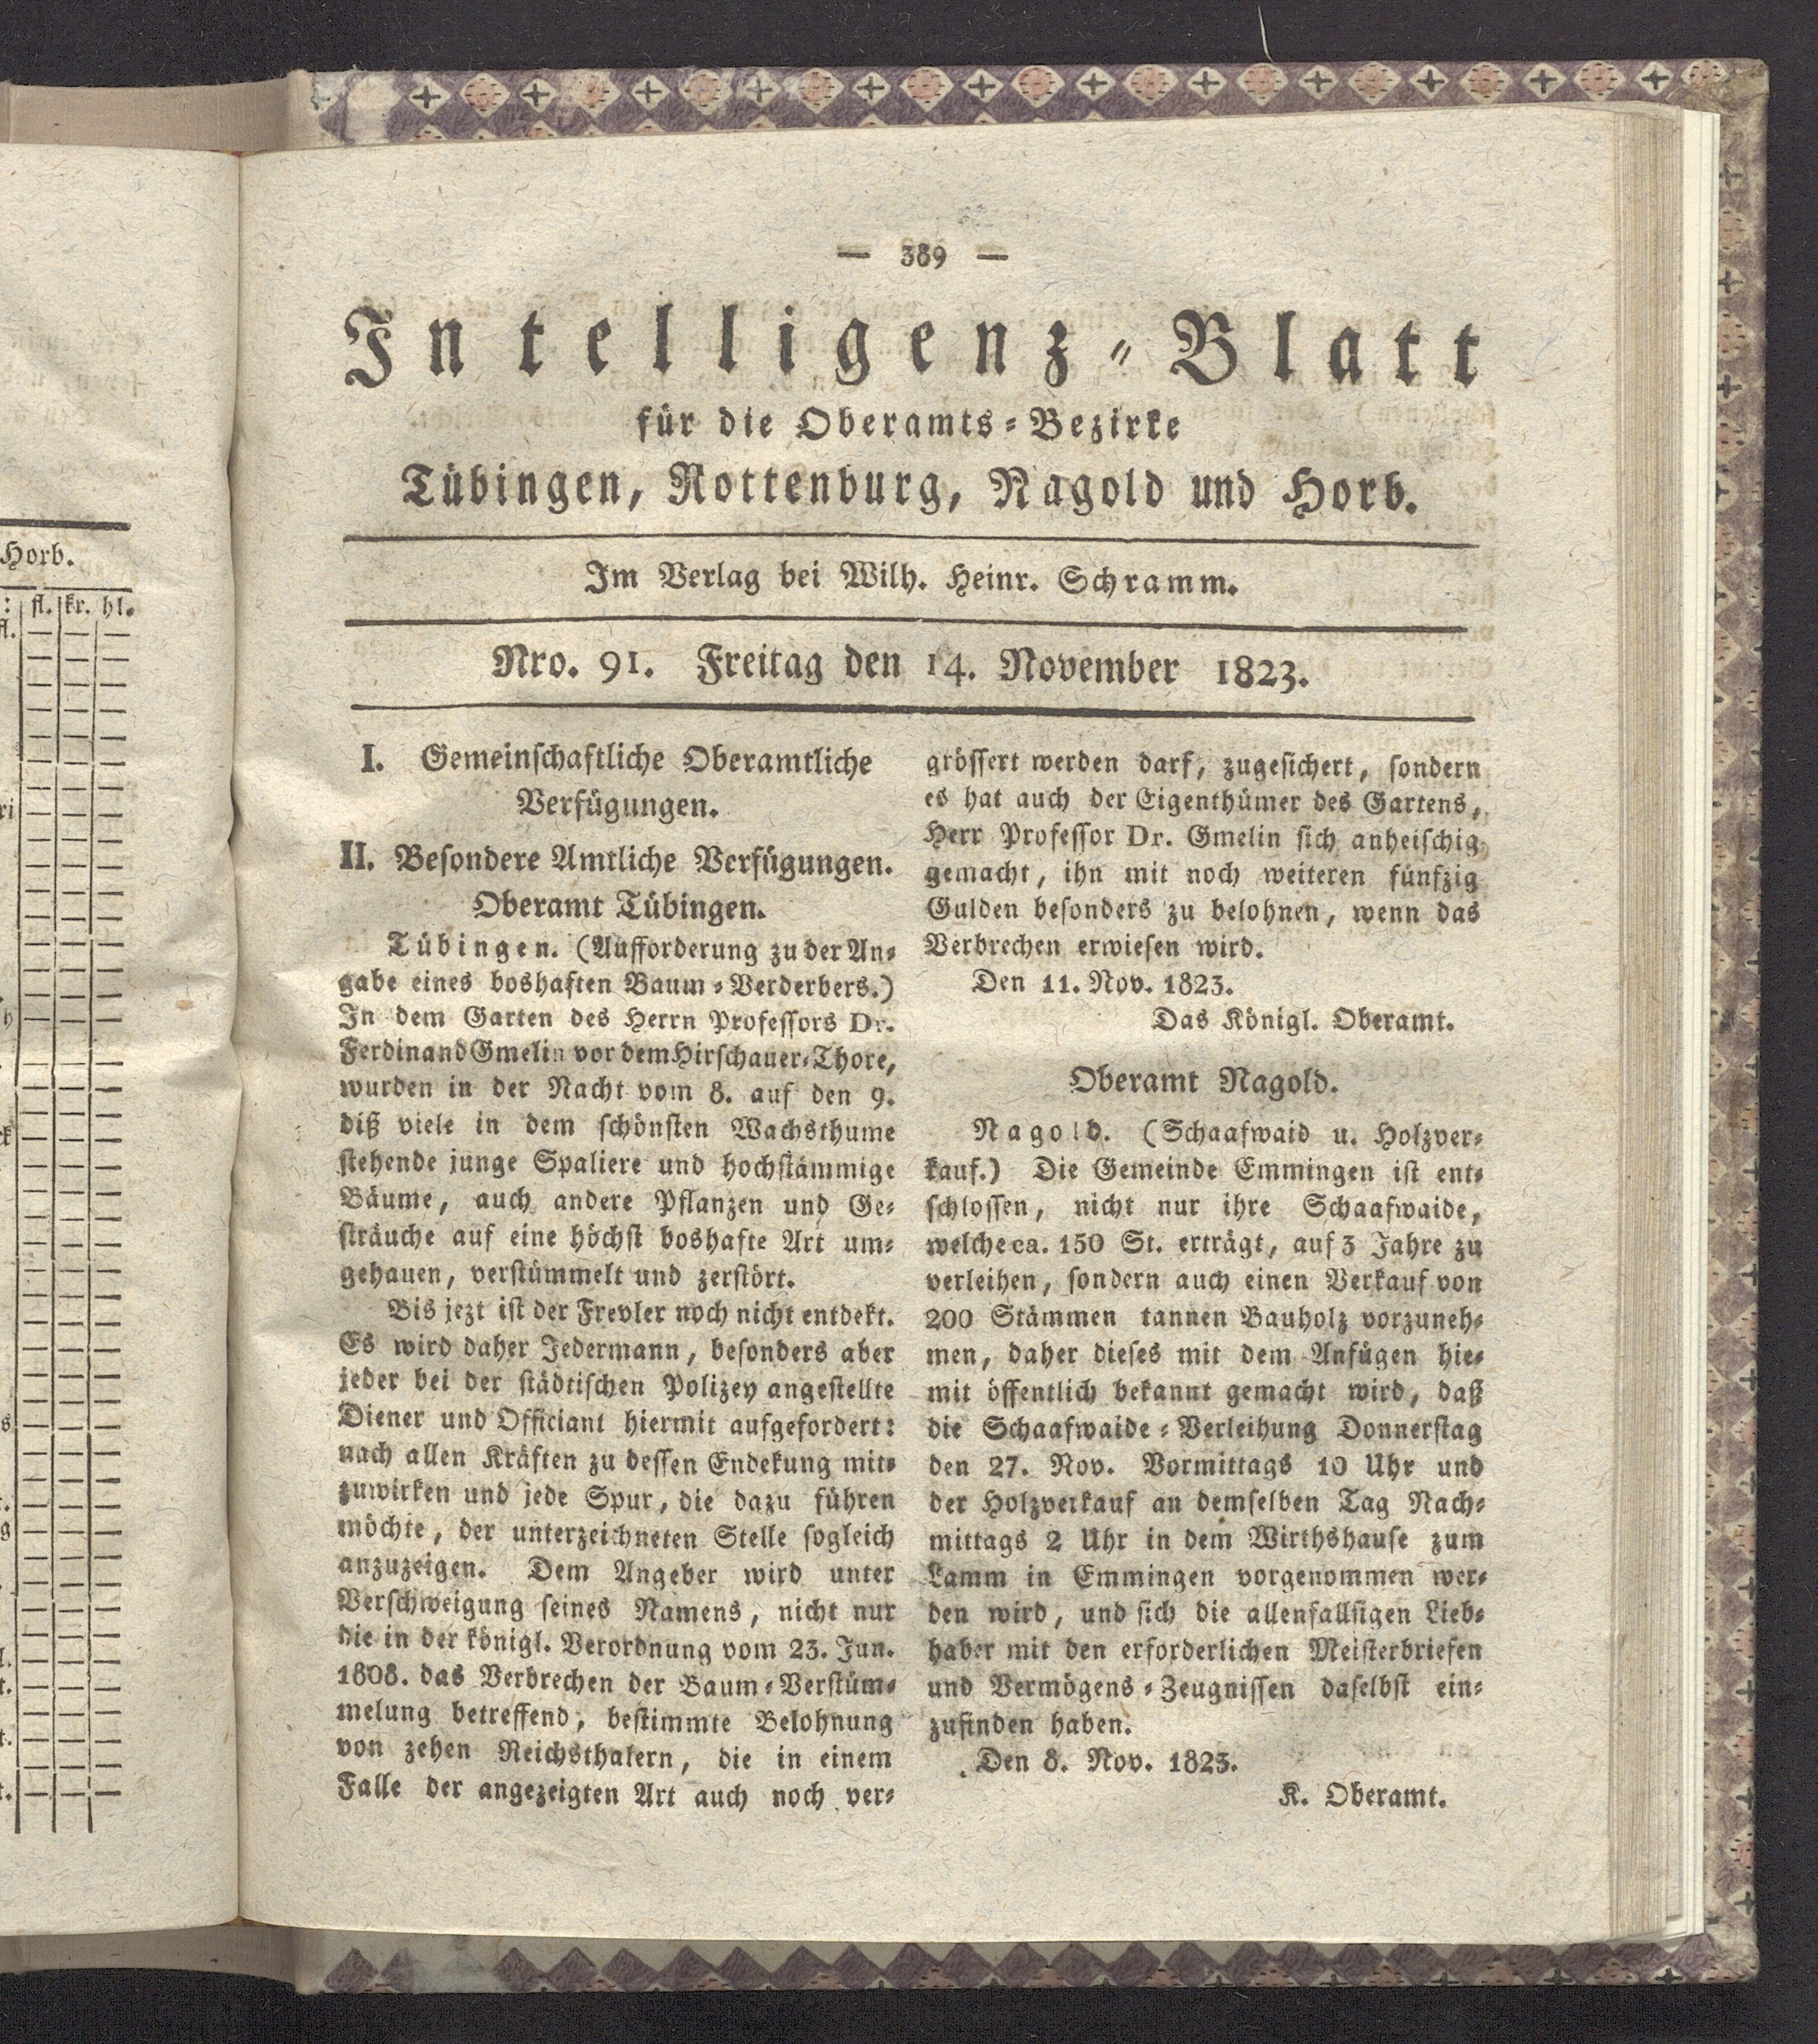 Horb.
fl. kr. hl.
— 389 —
Intelligenz-Blatt
für die Oberamts-Bezirke
Tübingen, Rottenburg, Nagold und Horb.
Im Verlag bei Wilh. Heinr. Schramm.
Nro. 91. Freitag den 14. November 1823.
I. Gemeinschaftliche Oberamtliche
Verfügungen.
II. Besondere Amtliche Verfügungen.
Oberamt Tübingen.
Tübingen. (Aufforderung zu der An-
gabe eines boshaften Baum-Verderbers.)
In dem Garten des Herrn Professors Dr.
Ferdinand Gmelin vor dem Hirschauer-Thore,
wurden in der Nacht vom 8. auf den 9.
diß viele in dem schönsten Wachsthume
stehende junge Spaliere und hochstämmige
Bäume, auch andere Pflanzen und Ge-
sträuche auf eine höchst boshafte Art um-
gehauen, verstümmelt und zerstört.
Bis jezt ist der Frevler noch nicht entdekt.
Es wird daher Jedermann, besonders aber
jeder bei der städtischen Polizey angestellte
Diener und Officiant hiermit aufgefordert:
nach allen Kräften zu dessen Endekung mit-
zuwirken und jede Spur, die dazu führen
möchte, der unterzeichneten Stelle sogleich
anzuzeigen. Dem Angeber wird unter
Verschweigung seines Namens, nicht nur
die in der königl. Verordnung vom 23. Jun.
1808. das Verbrechen der Baum-Verstüm-
melung betreffend, bestimmte Belohnung
von zehen Reichsthalern, die in einem
Falle der angezeigten Art auch noch ver-
grössert werden darf, zugesichert, sondern
es hat auch der Eigenthümer des Gartens,
Herr Professor Dr. Gmelin sich anheischig
gemacht, ihn mit noch weiteren fünfzig
Gulden besonders zu belohnen, wenn das
Verbrechen erwiesen wird.
Den 11. Nov. 1823.
Das Königl. Oberamt.
Oberamt Nagold.
Nagold. (Schaafwaid u. Holzver-
kauf.) Die Gemeinde Emmingen ist ent-
schlossen, nicht nur ihre Schaafwaide,
welche ca. 150 St. erträgt, auf 3 Jahre zu
verleihen, sondern auch einen Verkauf von
200 Stämmen tannen Bauholz vorzuneh-
men, daher dieses mit dem Anfügen hie-
mit öffentlich bekannt gemacht wird, daß
die Schaafwaide-Verleihung Donnerstag
den 27. Nov. Vormittags 10 Uhr und
der Holzverkauf an demselben Tag Nach-
mittags 2 Uhr in dem Wirthshause zum
Lamm in Emmingen vorgenommen wer-
den wird, und sich die allenfallsigen Lieb-
haber mit den erforderlichen Meisterbriefen
und Vermögens-Zeugnissen daselbst ein-
zufinden haben.
Den 8. Nov. 1823.
K. Oberamt.